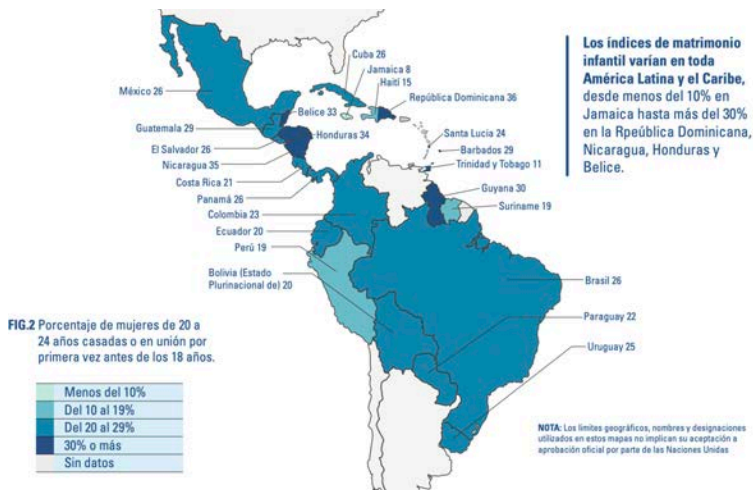 Cuba 26
Jamaica 8
Haití 15
República Dominicana 36
México 26
Belice 33
Guatemala 29
Honduras 34
El Salvador 26
Nicaragua 35
Costa Rica 21
Panamá 26
Santa Lucía 24
Barbados 29
Trinidad y Tobago 11
Guyana 30
Suriname 19
Colombia 23
Ecuador 20
Perú 19
Bolivia (Estado
Plurinacional de) 20
Brasil 26
Paraguay 22
Uruguay 25
Los índices de matrimonio
infantil varían en toda
América Latina y el Caribe,
desde menos del 10% en
Jamaica hasta más del 30%
en la Rpeública Dominicana,
Nicaragua, Honduras y
Belice.
FIG.2 Porcentaje de mujeres de 20 a
24 años casadas o en unión por
primera vez antes de los 18 años.
Menos del 10%
Del 10 al 19%
Del 20 al 29%
30% o más
Sin datos
NOTA: Los límites geográficos, nombres y designaciones
utilizados en estos mapas no implican su aceptación a
aprobación oficial por parte de las Naciones Unidas